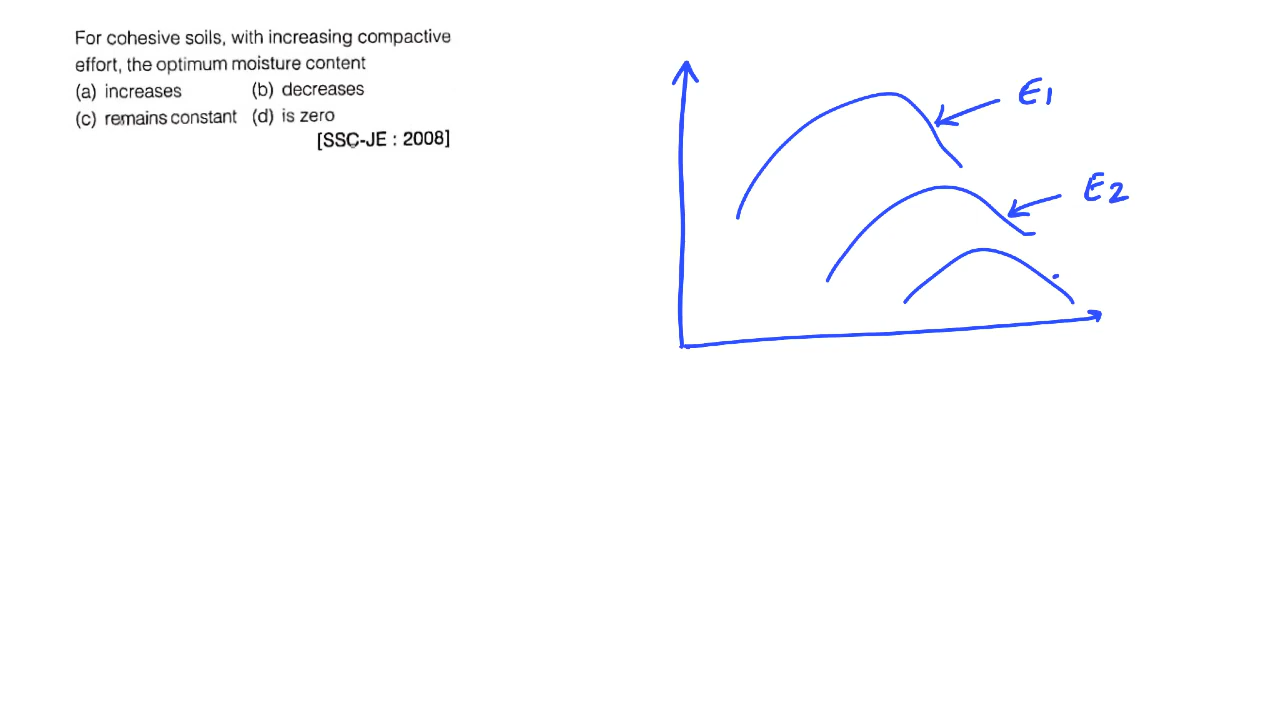 For cohesive soils, with increasing compactive
effort, the optimum moisture content
(a) increases (b) decreases
(c) remains constant (d) is zero
[SSC-JE : 2008]
E1
E2